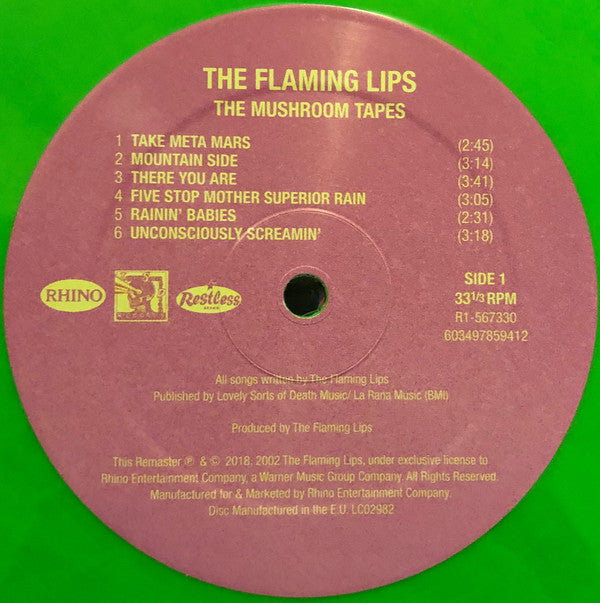 THE FLAMING LIPS
THE MUSHROOM TAPES
1 TAKE META MARS (2:45)
2 MOUNTAIN SIDE (3:14)
3 THERE YOU ARE (3:41)
4 FIVE STOP MOTHER SUPERIOR RAIN (3:05)
5 RAININ' BABIES (2:31)
6 UNCONSCIOUSLY SCREAMIN' (3:18)
RHINO
Restless
SIDE 1
33 1/3 RPM
R1-567330
603497859412
All songs written by The Flaming Lips
Published by Lovely Sorts of Death Music/ La Rana Music (BMI)
Produced by The Flaming Lips
This Remaster ℗ & © 2018, 2002 The Flaming Lips, under exclusive license to
Rhino Entertainment Company, a Warner Music Group Company. All Rights Reserved.
Manufactured for & Marketed by Rhino Entertainment Company.
Disc Manufactured in the E.U. LC02982